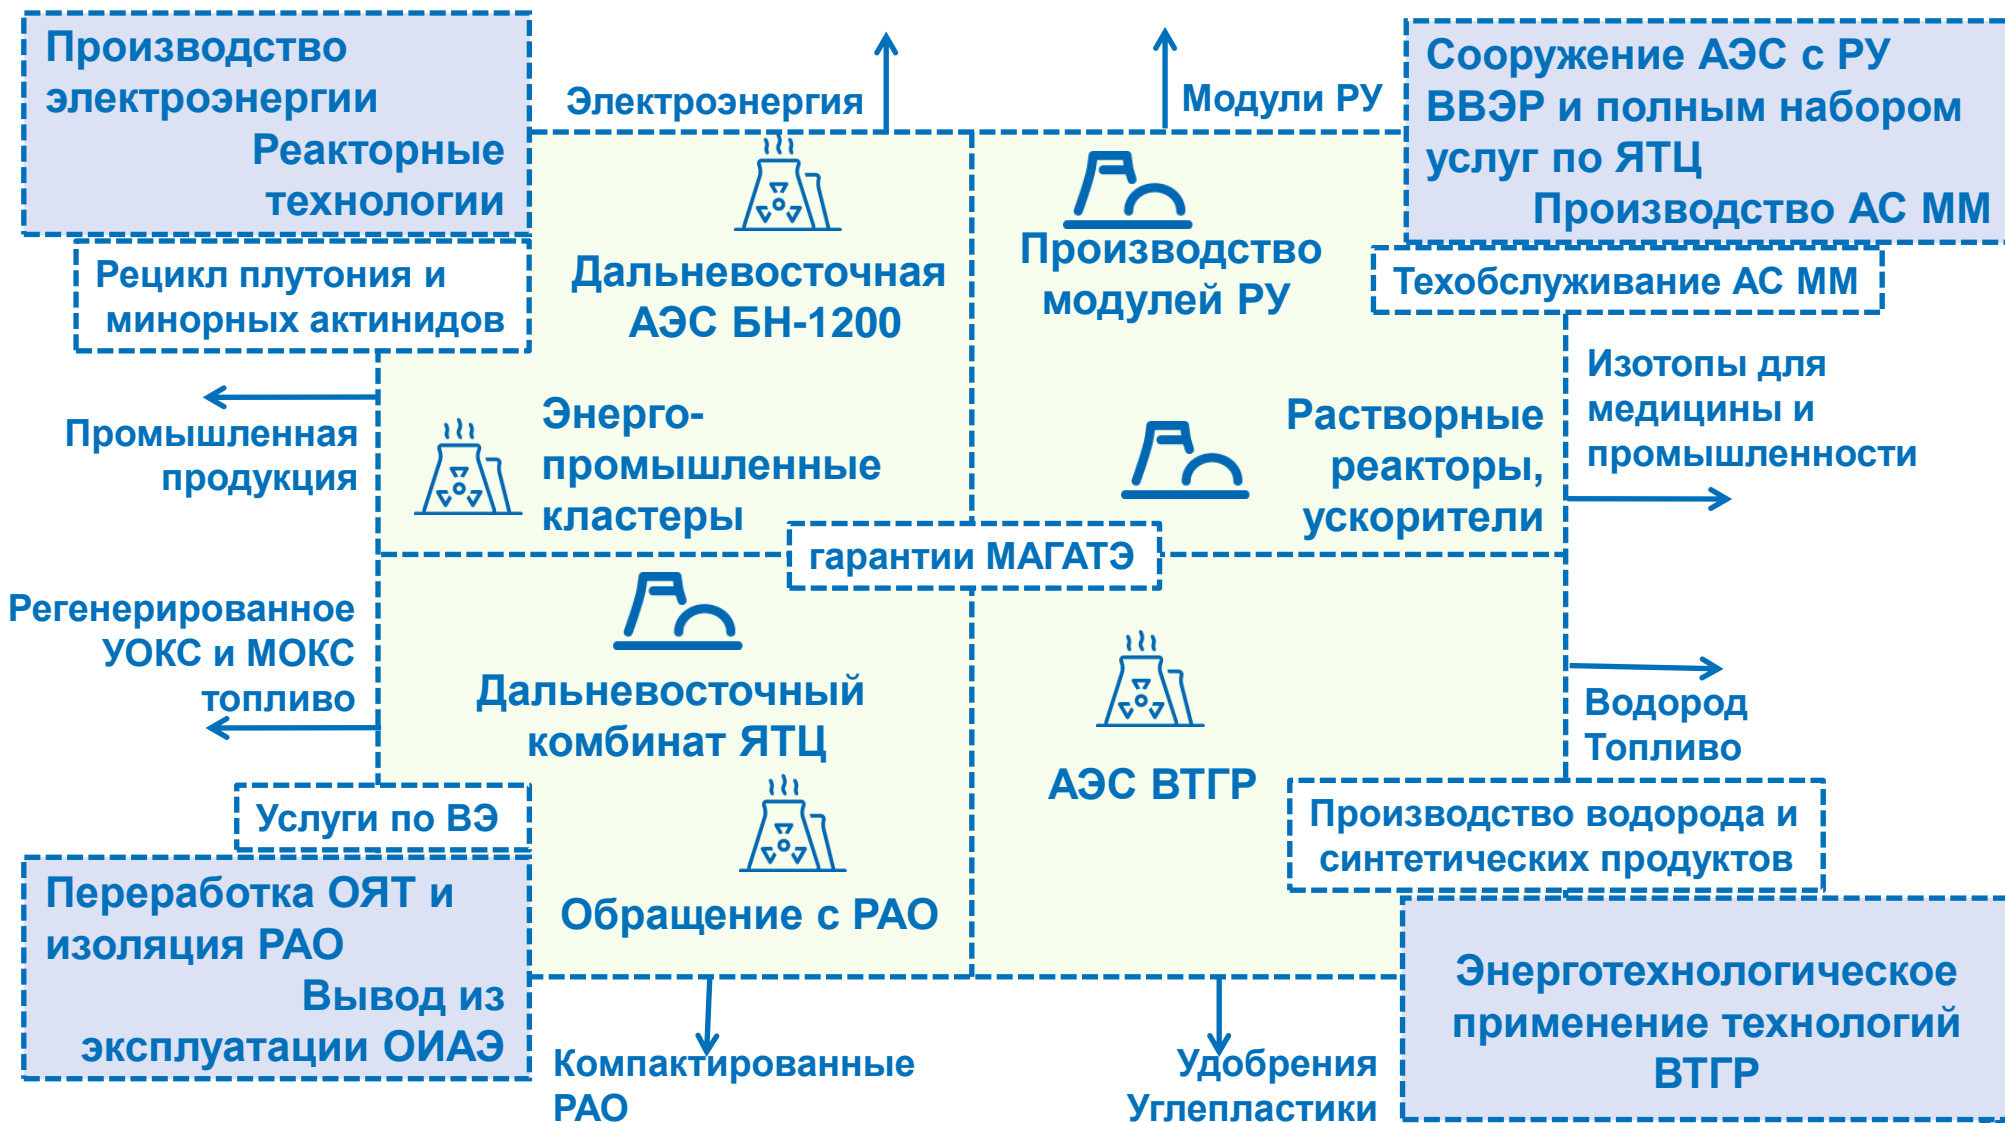 Производство
электроэнергии
Реакторные
технологии
Электроэнергия
Модули РУ
Сооружение АЭС с РУ
ВВЭР и полным набором
услуг по ЯТЦ
Производство АС ММ
Рецикл плутония и
минорных актинидов
Дальневосточная
АЭС БН-1200
Производство
модулей РУ
Техобслуживание АС ММ
Промышленная
продукция
Энерго-
промышленные
кластеры
Растворные
реакторы,
ускорители
Изотопы для
медицины и
промышленности
гарантии МАГАТЭ
Регенерированное
УОКС и МОКС
топливо
Дальневосточный
комбинат ЯТЦ
АЭС ВТГР
Водород
Топливо
Услуги по ВЭ
Обращение с РАО
Производство водорода и
синтетических продуктов
Переработка ОЯТ и
изоляция РАО
Вывод из
эксплуатации ОИАЭ
Компактированные
РАО
Удобрения
Углепластики
Энерготехнологическое
применение технологий
ВТГР